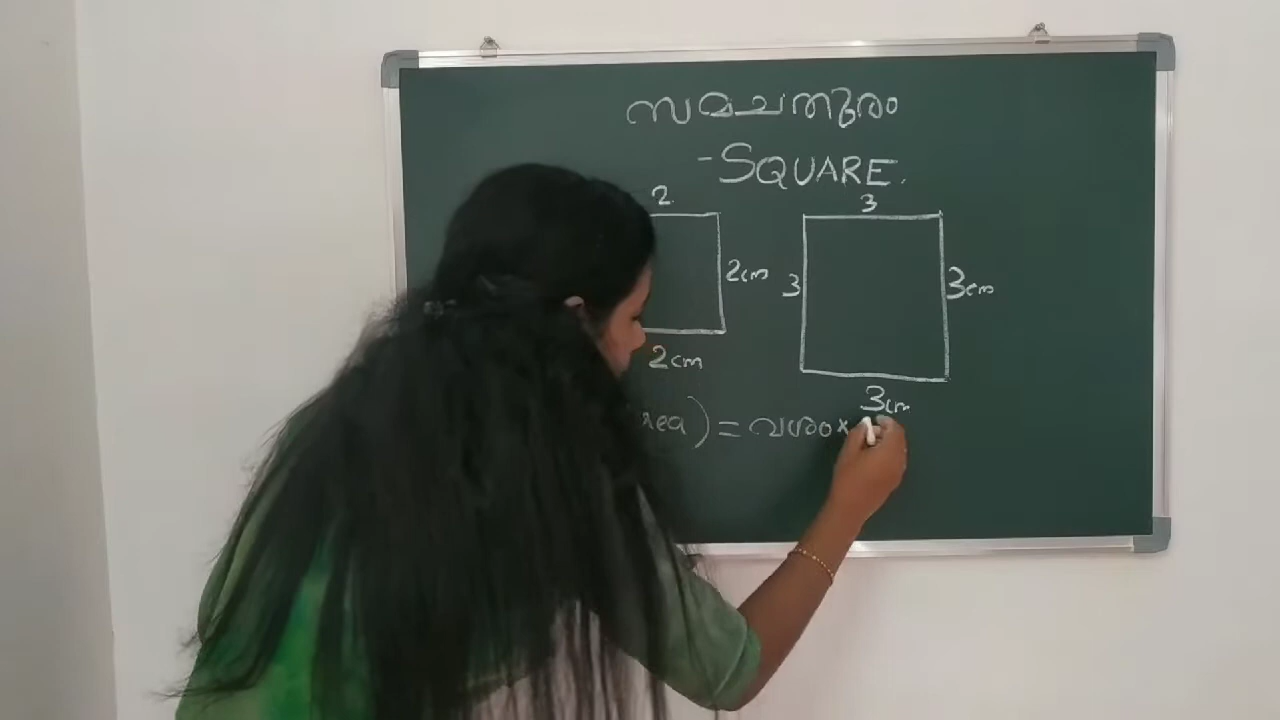 സമചതുരം
-SQUARE.
2 3
2cm 3 3cm
2cm 3cm
rea) = വശം ×